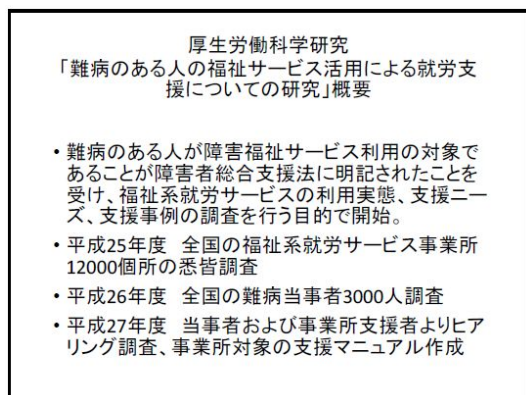 厚生労働科学研究
「難病のある人の福祉サービス活用による就労支
援についての研究」概要
• 難病のある人が障害福祉サービス利用の対象で
あることが障害者総合支援法に明記されたことを
受け、福祉系就労サービスの利用実態、支援ニー
ズ、支援事例の調査を行う目的で開始。
• 平成25年度 全国の福祉系就労サービス事業所
12000個所の悉皆調査
• 平成26年度 全国の難病当事者3000人調査
• 平成27年度 当事者および事業所支援者よりヒア
リング調査、事業所対象の支援マニュアル作成